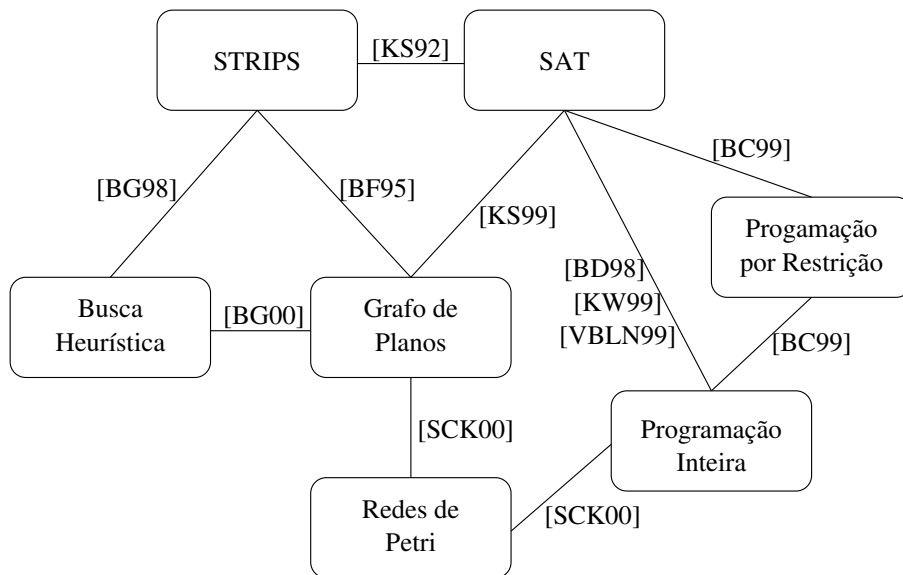 [KS92]
STRIPS
SAT
[BC99]
[BG98]
[BF95]
[KS99]
Progamação
por Restrição
[BD98]
[KW99]
[VBLN99]
Busca
Heurística
[BG00]
Grafo de
Planos
[BC99]
[SCK00]
Programação
Inteira
Redes de
Petri
[SCK00]